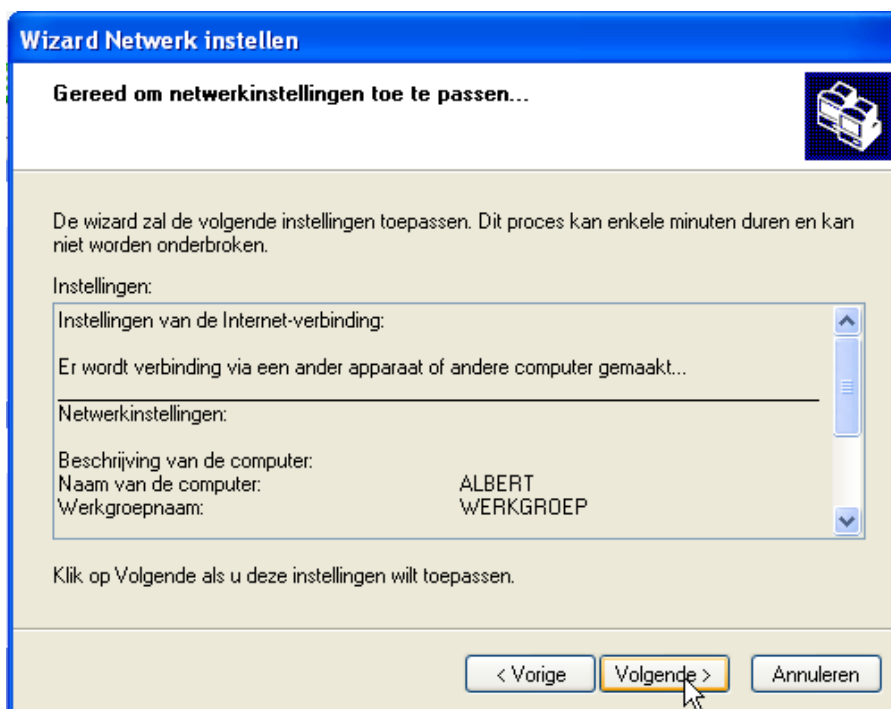 Wizard Netwerk instellen
Gereed om netwerkinstellingen toe te passen...
De wizard zal de volgende instellingen toepassen. Dit proces kan enkele minuten duren en kan
niet worden onderbroken.
Instellingen:
Instellingen van de Internet-verbinding:
Er wordt verbinding via een ander apparaat of andere computer gemaakt...
Netwerkinstellingen:
Beschrijving van de computer:
Naam van de computer: ALBERT
Werkgroepnaam: WERKGROEP
Klik op Volgende als u deze instellingen wilt toepassen.
< Vorige Volgende > Annuleren